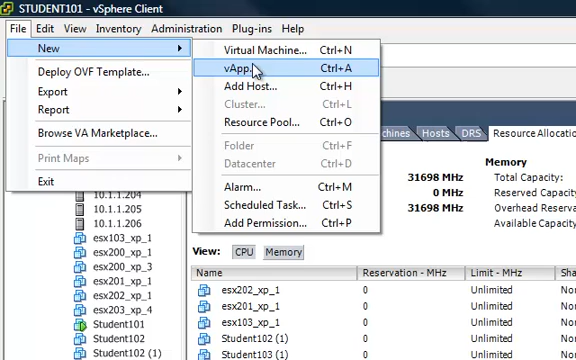 STUDENT101 - vSphere Client
File Edit View Inventory Administration Plug-ins Help
New
Deploy OVF Template...
Export
Report
Browse VA Marketplace...
Print Maps
Exit
Virtual Machine... Ctrl+N
vApp... Ctrl+A
Add Host... Ctrl+H
Cluster... Ctrl+L
Resource Pool... Ctrl+O
Folder Ctrl+F
Datacenter Ctrl+D
Alarm... Ctrl+M
Scheduled Task... Ctrl+S
Add Permission... Ctrl+P
Hosts DRS Resource Allocatio
Memory
31698 MHz Total Capacity:
0 MHz Reserved Capacity
31698 MHz Overhead Reserva
Available Capacity:
10.1.1.204
10.1.1.205
10.1.1.206
esx103_xp_1
esx200_xp_1
esx200_xp_3
esx201_xp_1
esx202_xp_1
esx203_xp_4
Student101
Student102
Student102 (1)
View: CPU Memory
Name Reservation - MHz Limit - MHz Shares
esx202_xp_1 0 Unlimited
esx201_xp_1 0 Unlimited
esx103_xp_1 0 Unlimited
Student102 (1) 0 Unlimited
Student103 (1) 0 Unlimited